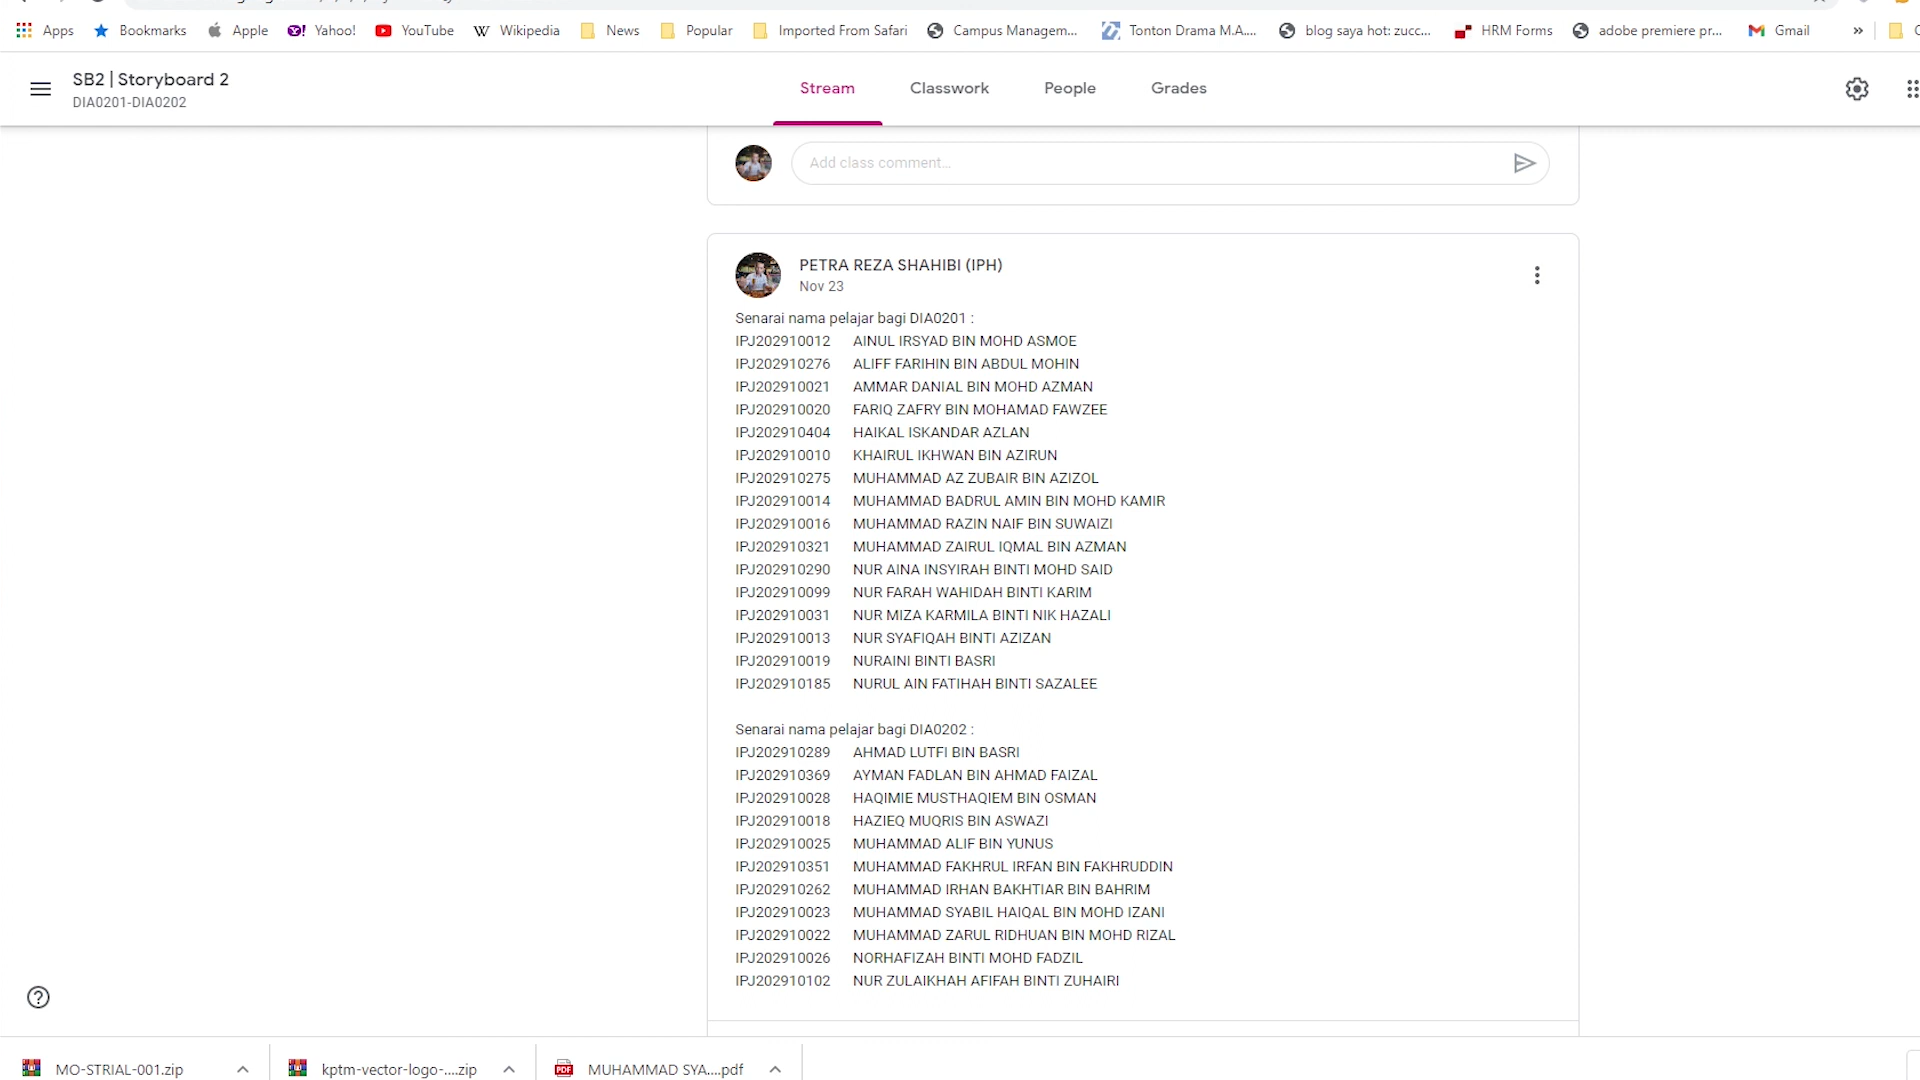 Apps Bookmarks Apple Yahoo! YouTube Wikipedia News Popular Imported From Safari Campus Managem... Tonton Drama M.A.... blog saya hot: zucc... HRM Forms adobe premiere pr... Gmail »
SB2 | Storyboard 2
DIA0201-DIA0202
Stream Classwork People Grades
Add class comment...
PETRA REZA SHAHIBI (IPH)
Nov 23
Senarai nama pelajar bagi DIA0201 :
IPJ202910012 AINUL IRSYAD BIN MOHD ASMOE
IPJ202910276 ALIFF FARIHIN BIN ABDUL MOHIN
IPJ202910021 AMMAR DANIAL BIN MOHD AZMAN
IPJ202910020 FARIQ ZAFRY BIN MOHAMAD FAWZEE
IPJ202910404 HAIKAL ISKANDAR AZLAN
IPJ202910010 KHAIRUL IKHWAN BIN AZIRUN
IPJ202910275 MUHAMMAD AZ ZUBAIR BIN AZIZOL
IPJ202910014 MUHAMMAD BADRUL AMIN BIN MOHD KAMIR
IPJ202910016 MUHAMMAD RAZIN NAIF BIN SUWAIZI
IPJ202910321 MUHAMMAD ZAIRUL IQMAL BIN AZMAN
IPJ202910290 NUR AINA INSYIRAH BINTI MOHD SAID
IPJ202910099 NUR FARAH WAHIDAH BINTI KARIM
IPJ202910031 NUR MIZA KARMILA BINTI NIK HAZALI
IPJ202910013 NUR SYAFIQAH BINTI AZIZAN
IPJ202910019 NURAINI BINTI BASRI
IPJ202910185 NURUL AIN FATIHAH BINTI SAZALEE
Senarai nama pelajar bagi DIA0202 :
IPJ202910289 AHMAD LUTFI BIN BASRI
IPJ202910369 AYMAN FADLAN BIN AHMAD FAIZAL
IPJ202910028 HAQIMIE MUSTHAQIEM BIN OSMAN
IPJ202910018 HAZIEQ MUQRIS BIN ASWAZI
IPJ202910025 MUHAMMAD ALIF BIN YUNUS
IPJ202910351 MUHAMMAD FAKHRUL IRFAN BIN FAKHRUDDIN
IPJ202910262 MUHAMMAD IRHAN BAKHTIAR BIN BAHRIM
IPJ202910023 MUHAMMAD SYABIL HAIQAL BIN MOHD IZANI
IPJ202910022 MUHAMMAD ZARUL RIDHUAN BIN MOHD RIZAL
IPJ202910026 NORHAFIZAH BINTI MOHD FADZIL
IPJ202910102 NUR ZULAIKHAH AFIFAH BINTI ZUHAIRI
MO-STRIAL-001.zip kptm-vector-logo-....zip PDF MUHAMMAD SYA....pdf